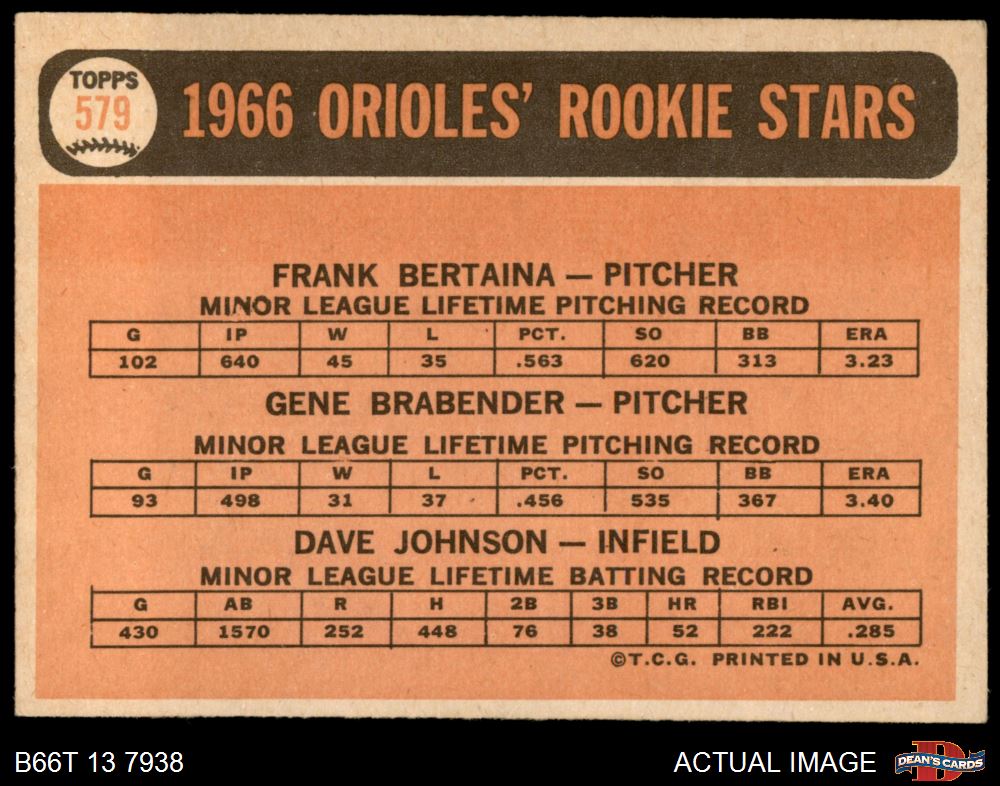 TOPPS
579
1966 ORIOLES' ROOKIE STARS
FRANK BERTAINA — PITCHER
MINOR LEAGUE LIFETIME PITCHING RECORD
G IP W L PCT. SO BB ERA
102 640 45 35 .563 620 313 3.23
GENE BRABENDER — PITCHER
MINOR LEAGUE LIFETIME PITCHING RECORD
G IP W L PCT. SO BB ERA
93 498 31 37 .456 535 367 3.40
DAVE JOHNSON — INFIELD
MINOR LEAGUE LIFETIME BATTING RECORD
G AB R H 2B 3B HR RBI AVG.
430 1570 252 448 76 38 52 222 .285
©T.C.G. PRINTED IN U.S.A.
B66T 13 7938 ACTUAL IMAGE
D
DEAN'S CARDS